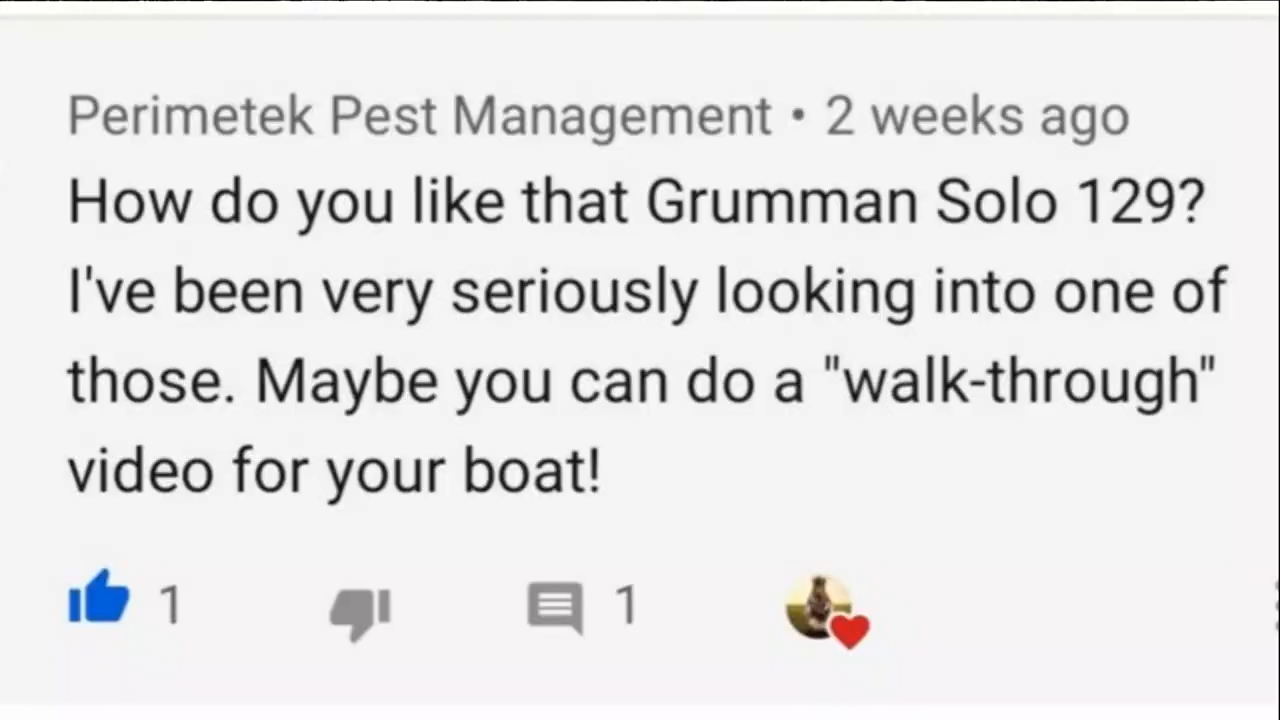 Perimetek Pest Management • 2 weeks ago
How do you like that Grumman Solo 129?
I've been very seriously looking into one of
those. Maybe you can do a "walk-through"
video for your boat!
1 1